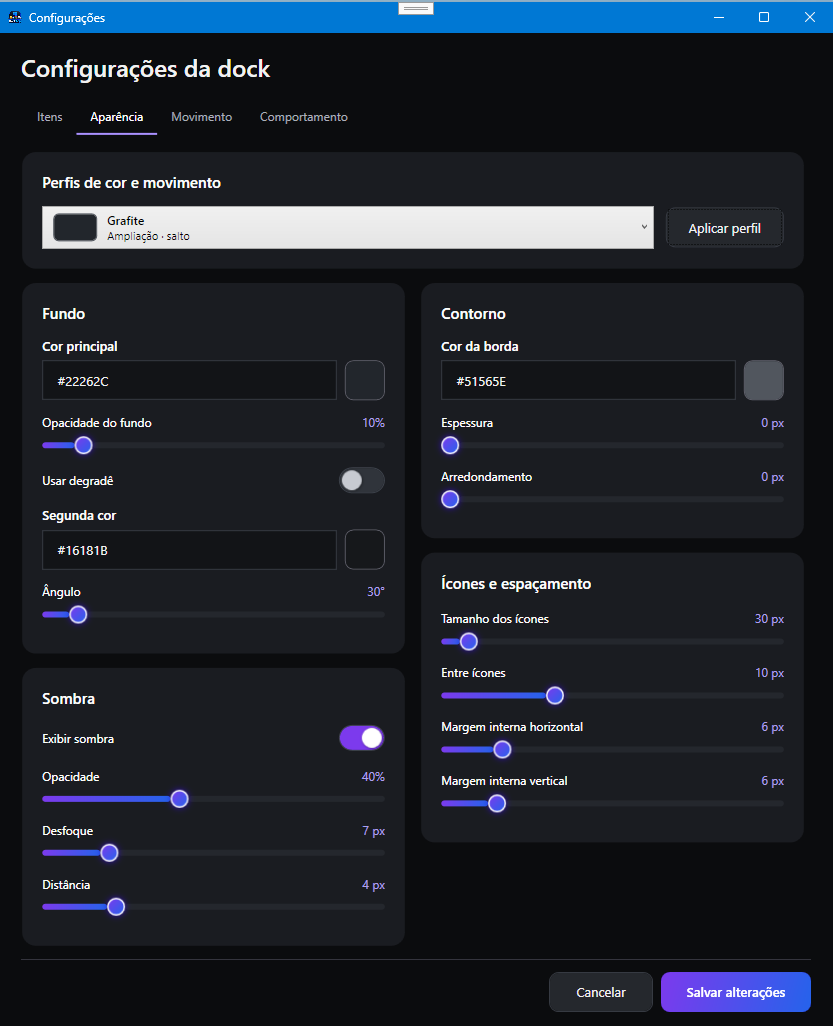 Configurações
Configurações da dock
Itens
Aparência
Movimento
Comportamento
Perfis de cor e movimento
Grafite
Ampliação · salto
Aplicar perfil
Fundo
Cor principal
#22262C
Opacidade do fundo
10%
Usar degradê
Segunda cor
#16181B
Ângulo
30°
Sombra
Exibir sombra
Opacidade
40%
Desfoque
7 px
Distância
4 px
Contorno
Cor da borda
#51565E
Espessura
0 px
Arredondamento
0 px
Ícones e espaçamento
Tamanho dos ícones
30 px
Entre ícones
10 px
Margem interna horizontal
6 px
Margem interna vertical
6 px
Cancelar
Salvar alterações